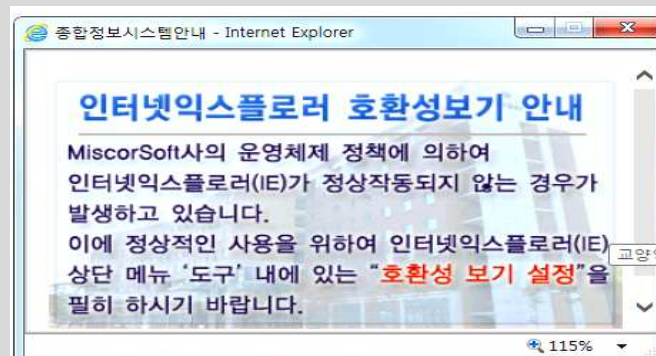 종합정보시스템안내 - Internet Explorer
인터넷익스플로러 호환성보기 안내
MiscorSoft사의 운영체제 정책에 의하여
인터넷익스플로러(IE)가 정상작동되지 않는 경우가
발생하고 있습니다.
이에 정상적인 사용을 위하여 인터넷익스플로러(IE)
상단 메뉴 '도구' 내에 있는 "호환성 보기 설정"을
필히 하시기 바랍니다.
교양
115%